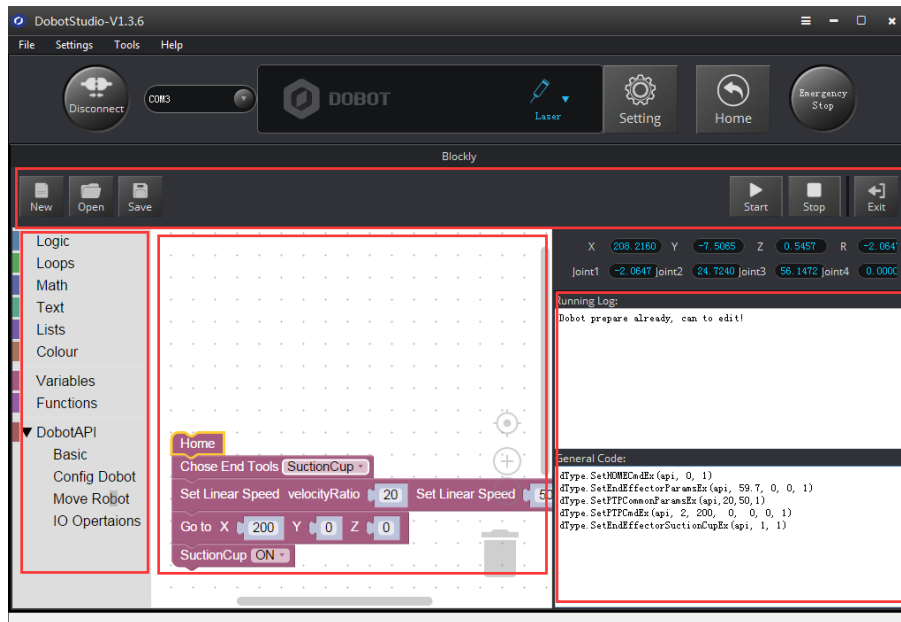 DobotStudio-V1.3.6
File Settings Tools Help
Disconnect
COM3
DOBOT
Laser
Setting
Home
Emergency
Stop
Blockly
New Open Save
Start Stop Exit
Logic
Loops
Math
Text
Lists
Colour
Variables
Functions
DobotAPI
Basic
Config Dobot
Move Robot
IO Opertaions
Home
Chose End Tools SuctionCup
Set Linear Speed velocityRatio 20 Set Linear Speed 50
Go to X 200 Y 0 Z 0
SuctionCup ON
X 208.2160 Y -7.5065 Z 0.5457 R -2.064
Joint1 -2.0647 Joint2 24.7240 Joint3 56.1472 Joint4 0.0000
Running Log:
Dobot prepare already, can to edit!
General Code:
dType.SetHOMECmdEx(api, 0, 1)
dType.SetEndEffectorParamsEx(api, 59.7, 0, 0, 1)
dType.SetPTPCommonParamsEx(api,20,50,1)
dType.SetPTPCmdEx(api, 2, 200, 0, 0, 0, 1)
dType.SetEndEffectorSuctionCupEx(api, 1, 1)